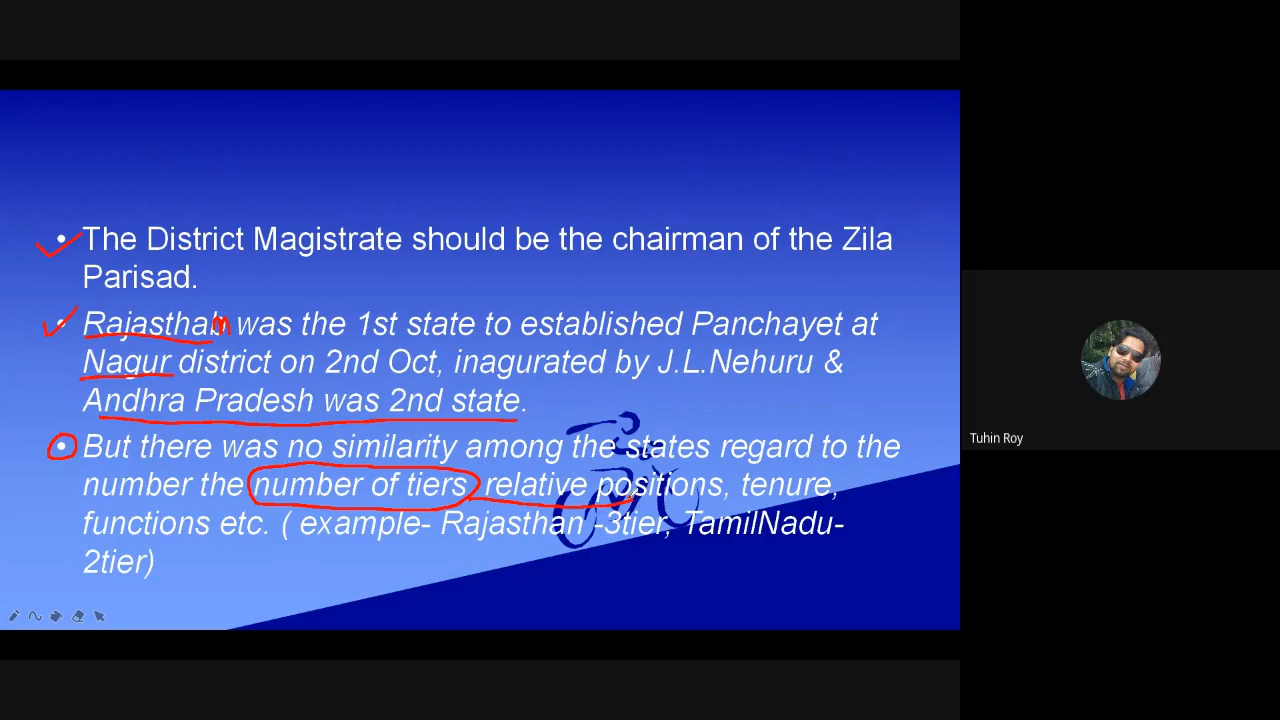 • The District Magistrate should be the chairman of the Zila
Parisad.
• Rajasthan was the 1st state to established Panchayet at
Nagur district on 2nd Oct, inagurated by J.L.Nehuru &
Andhra Pradesh was 2nd state.
• But there was no similarity among the states regard to the
number the number of tiers, relative positions, tenure,
functions etc. ( example- Rajasthan -3tier, TamilNadu-
2tier)
Tuhin Roy